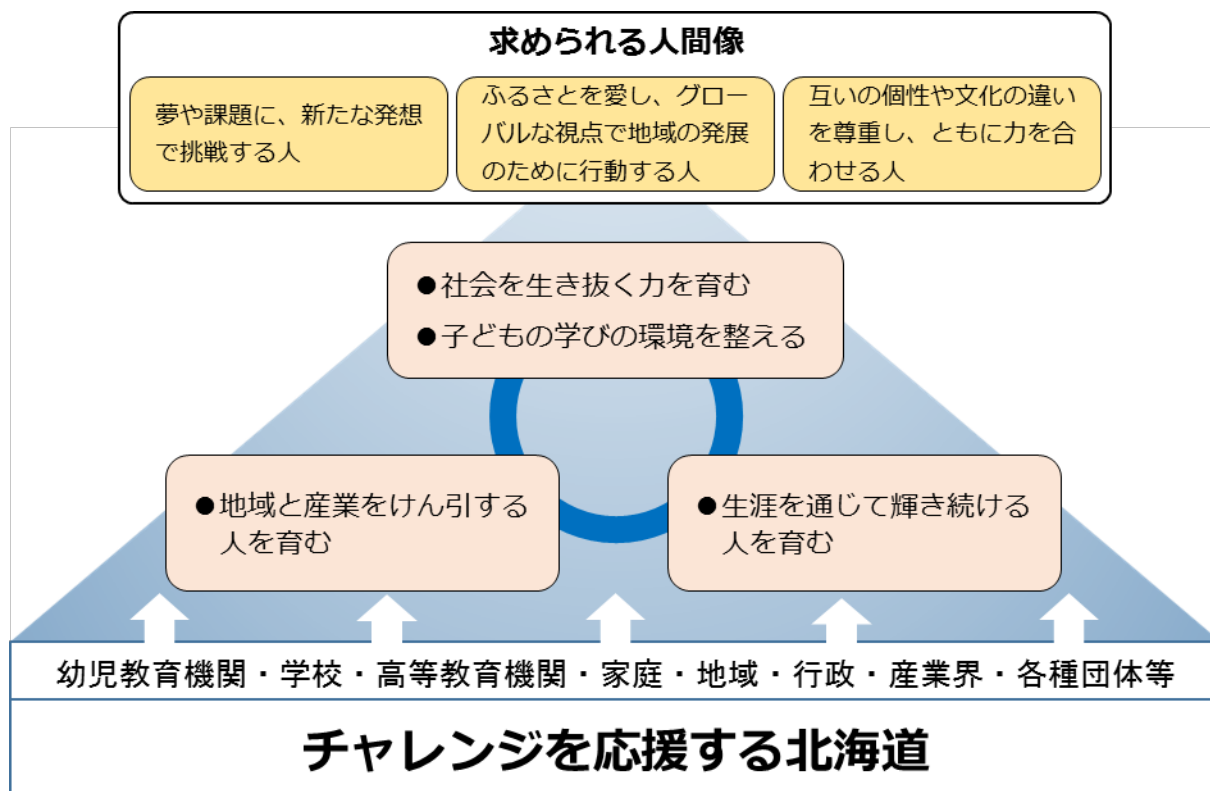 求められる人間像
夢や課題に、新たな発想
で挑戦する人
ふるさとを愛し、グロー
バルな視点で地域の発展
のために行動する人
互いの個性や文化の違い
を尊重し、ともに力を合
わせる人
●社会を生き抜く力を育む
●子どもの学びの環境を整える
●地域と産業をけん引する
人を育む
●生涯を通じて輝き続ける
人を育む
幼児教育機関・学校・高等教育機関・家庭・地域・行政・産業界・各種団体等
チャレンジを応援する北海道